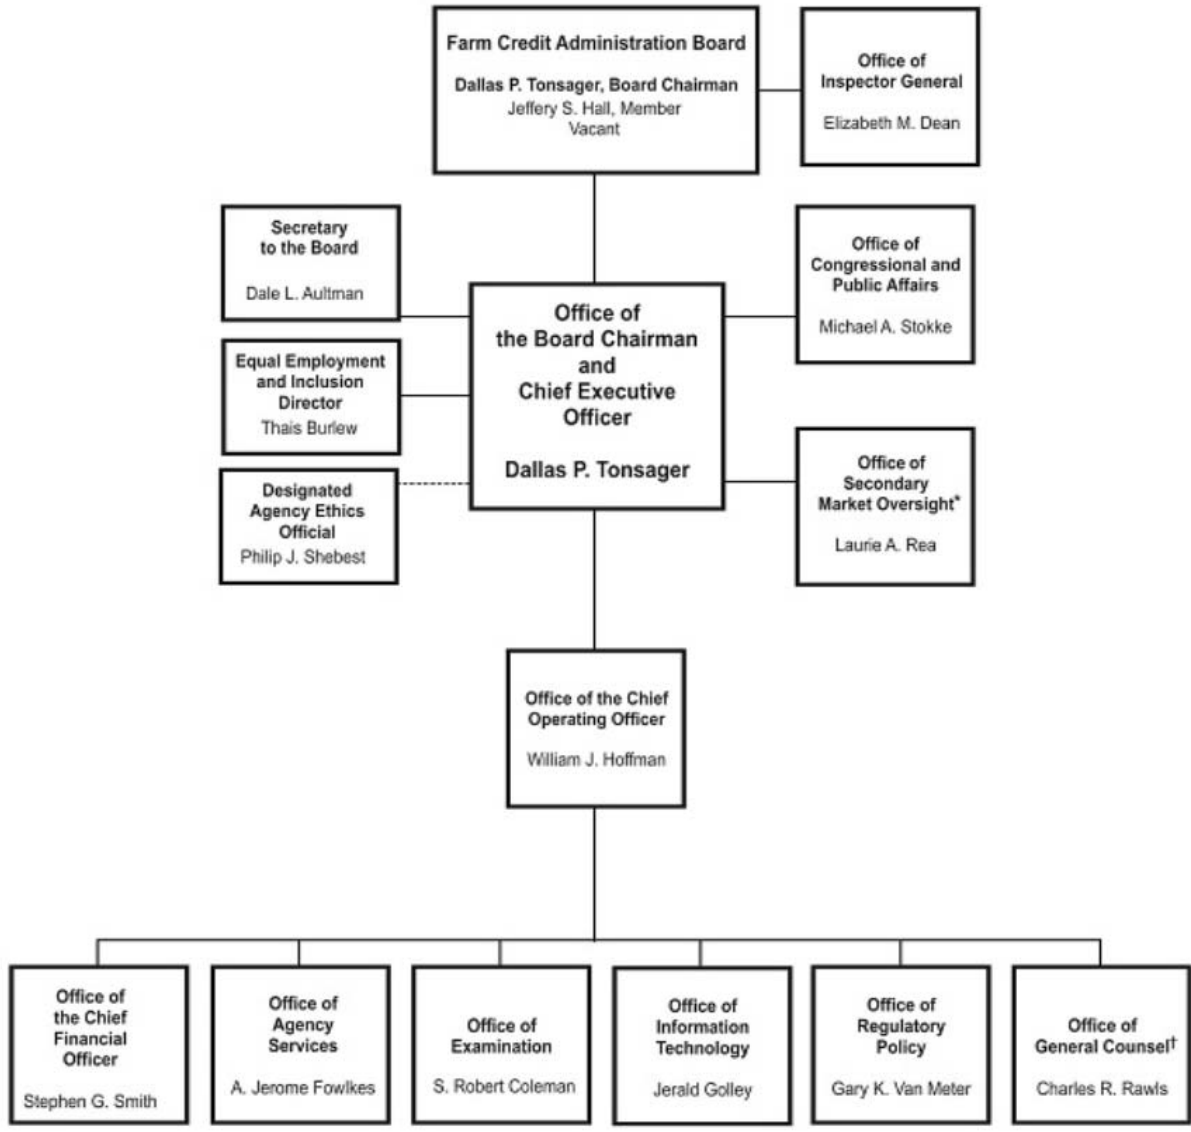 Farm Credit Administration Board
Dallas P. Tonsager, Board Chairman
Jeffery S. Hall, Member
Vacant
Office of
Inspector General
Elizabeth M. Dean
Secretary
to the Board
Dale L. Aultman
Office of
Congressional and
Public Affairs
Michael A. Stokke
Office of
the Board Chairman
and
Chief Executive
Officer
Dallas P. Tonsager
Equal Employment
and Inclusion
Director
Thais Burlew
Office of
Secondary
Market Oversight*
Laurie A. Rea
Designated
Agency Ethics
Official
Philip J. Shebest
Office of the Chief
Operating Officer
William J. Hoffman
Office of
the Chief
Financial
Officer
Stephen G. Smith
Office of
Agency
Services
A. Jerome Fowlkes
Office of
Examination
S. Robert Coleman
Office of
Information
Technology
Jerald Golley
Office of
Regulatory
Policy
Gary K. Van Meter
Office of
General Counsel†
Charles R. Rawls